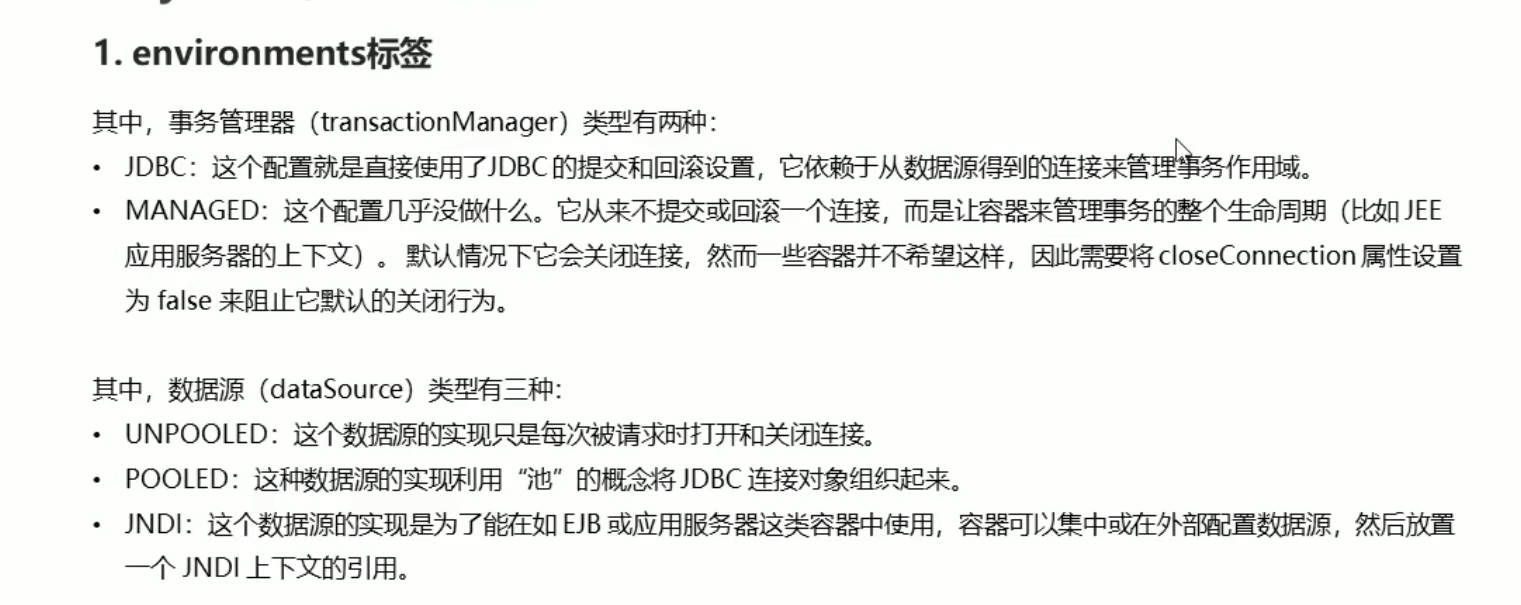 1. environments标签
其中，事务管理器（transactionManager）类型有两种：
• JDBC：这个配置就是直接使用了JDBC 的提交和回滚设置，它依赖于从数据源得到的连接来管理事务作用域。
• MANAGED：这个配置几乎没做什么。它从来不提交或回滚一个连接，而是让容器来管理事务的整个生命周期（比如 JEE
应用服务器的上下文）。 默认情况下它会关闭连接，然而一些容器并不希望这样，因此需要将 closeConnection 属性设置
为 false 来阻止它默认的关闭行为。
其中，数据源（dataSource）类型有三种：
• UNPOOLED：这个数据源的实现只是每次被请求时打开和关闭连接。
• POOLED：这种数据源的实现利用“池”的概念将 JDBC 连接对象组织起来。
• JNDI：这个数据源的实现是为了能在如 EJB 或应用服务器这类容器中使用，容器可以集中或在外部配置数据源，然后放置
一个 JNDI 上下文的引用。